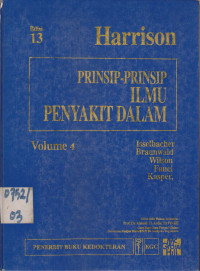 Edisi
13
Harrison
PRINSIP-PRINSIP
ILMU
PENYAKIT DALAM
Volume 4
Isselbacher
Braunwald
Wilson
Fauci
Kasper.
03
PENERBIT BUKU KEDOKTERAN
EGC